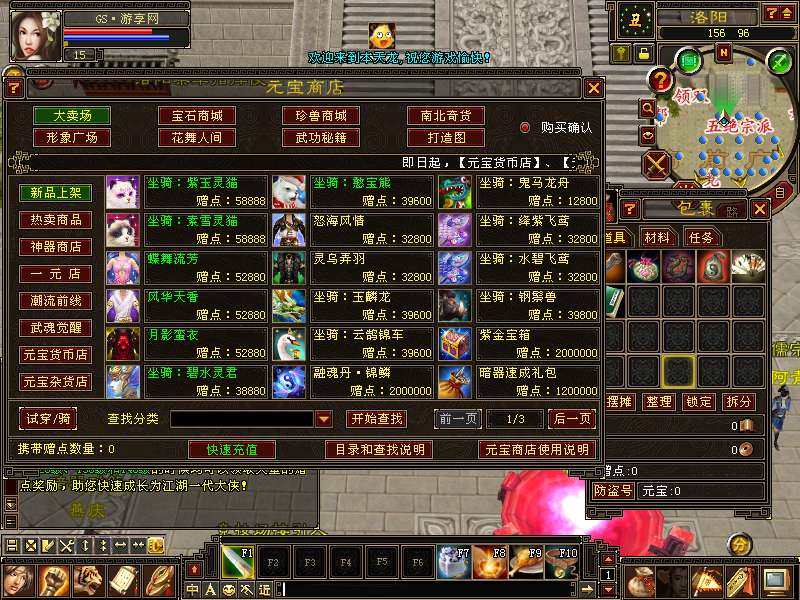 GS·游享网
15
欢迎来到本天龙,祝您游戏愉快!
丑
洛阳
156 96
N
五绝宗派
元宝商店
大卖场
宝石商城
珍兽商城
南北奇货
形象广场
花舞人间
武功秘籍
打造图
购买确认
即日起,【元宝货币店】、【
新品上架
热卖商品
神器商店
一 元 店
潮流前线
武魂觉醒
元宝货币店
元宝杂货店
坐骑:紫玉灵猫
赠点:58888
坐骑:憨宝熊
赠点:39600
坐骑:鬼马龙舟
赠点:12800
坐骑:素雪灵猫
赠点:58888
怒海风情
赠点:32800
坐骑:绛紫飞鸢
赠点:32800
蝶舞流芳
赠点:52880
灵乌弄羽
赠点:32800
坐骑:水碧飞鸢
赠点:32800
风华天香
赠点:52880
坐骑:玉麟龙
赠点:39600
坐骑:钢鬃兽
赠点:39800
月影蛮衣
赠点:52880
坐骑:云鹊锦车
赠点:39600
紫金宝箱
赠点:2000000
坐骑:碧水灵君
赠点:38880
融魂丹·锦鳞
赠点:2000000
暗器速成礼包
赠点:1200000
试穿/骑
查找分类
开始查找
前一页
1/3
后一页
携带赠点数量:0
快速充值
目录和查找说明
元宝商店使用说明
包裹
道具
材料
任务
摆摊
整理
锁定
拆分
0
0
赠点:0
防盗号
元宝:0
点奖励,助您快速成长为江湖一代大侠!
F1
F2
F3
F4
F5
F6
F7
F8
F9
F10
1
中
A
近